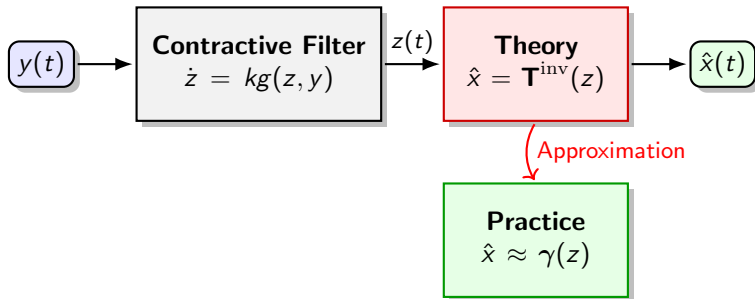 y(t)
Contractive Filter
ż = kg(z, y)
z(t)
Theory
x̂ = T^inv(z)
x̂(t)
Approximation
Practice
x̂ ≈ γ(z)